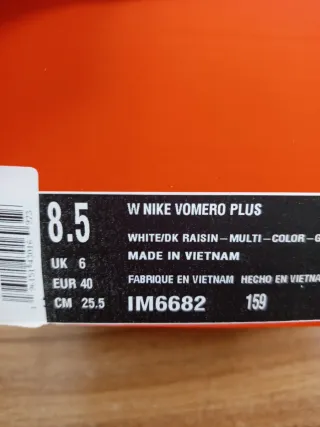 8.5
W NIKE VOMERO PLUS
WHITE/DK RAISIN-MULTI-COLOR-G
UK 6
MADE IN VIETNAM
EUR 40
FABRIQUE EN VIETNAM HECHO EN VIETNA
CM 25.5
IM6682 159